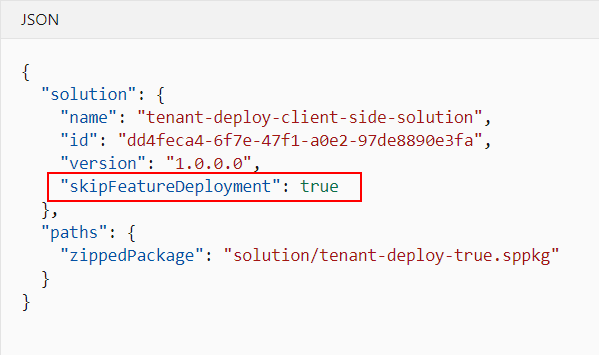 JSON
{
"solution": {
"name": "tenant-deploy-client-side-solution",
"id": "dd4feca4-6f7e-47f1-a0e2-97de8890e3fa",
"version": "1.0.0.0",
"skipFeatureDeployment": true
},
"paths": {
"zippedPackage": "solution/tenant-deploy-true.sppkg"
}
}